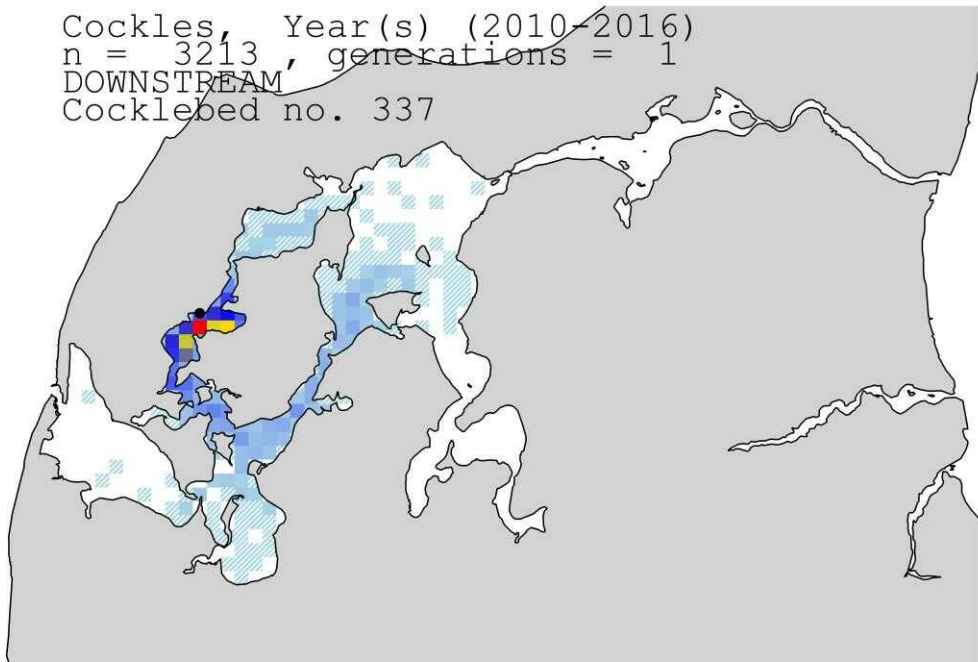 Cockles, Year(s) (2010-2016)
n = 3213 , generations = 1
DOWNSTREAM
Cocklebed no. 337